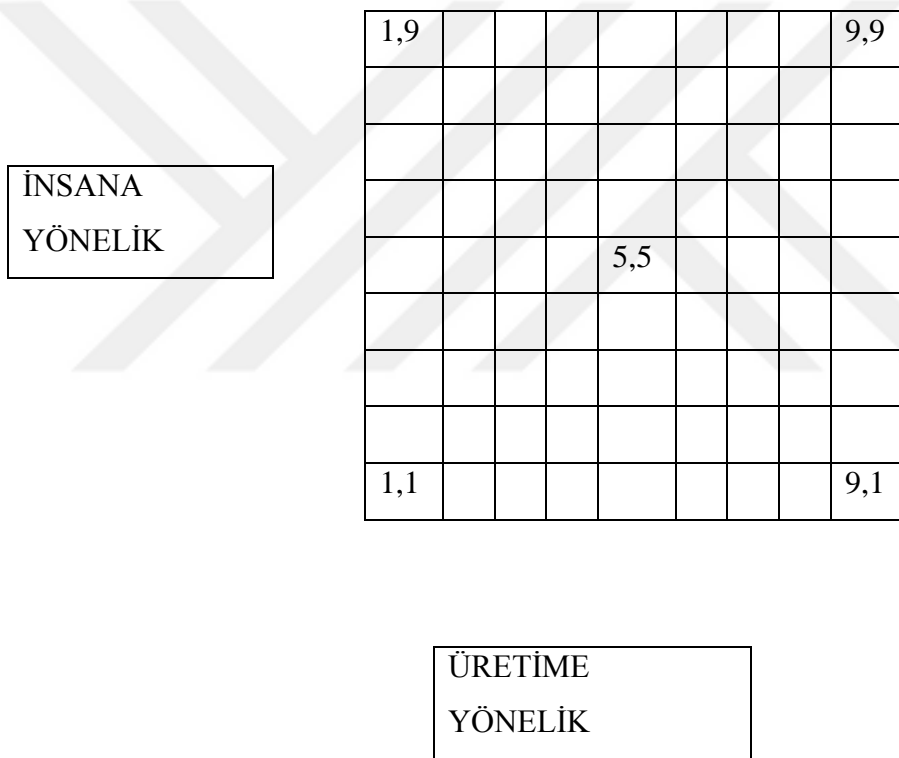 1,9 9,9
İNSANA
YÖNELİK
5,5
1,1 9,1
ÜRETİME
YÖNELİK